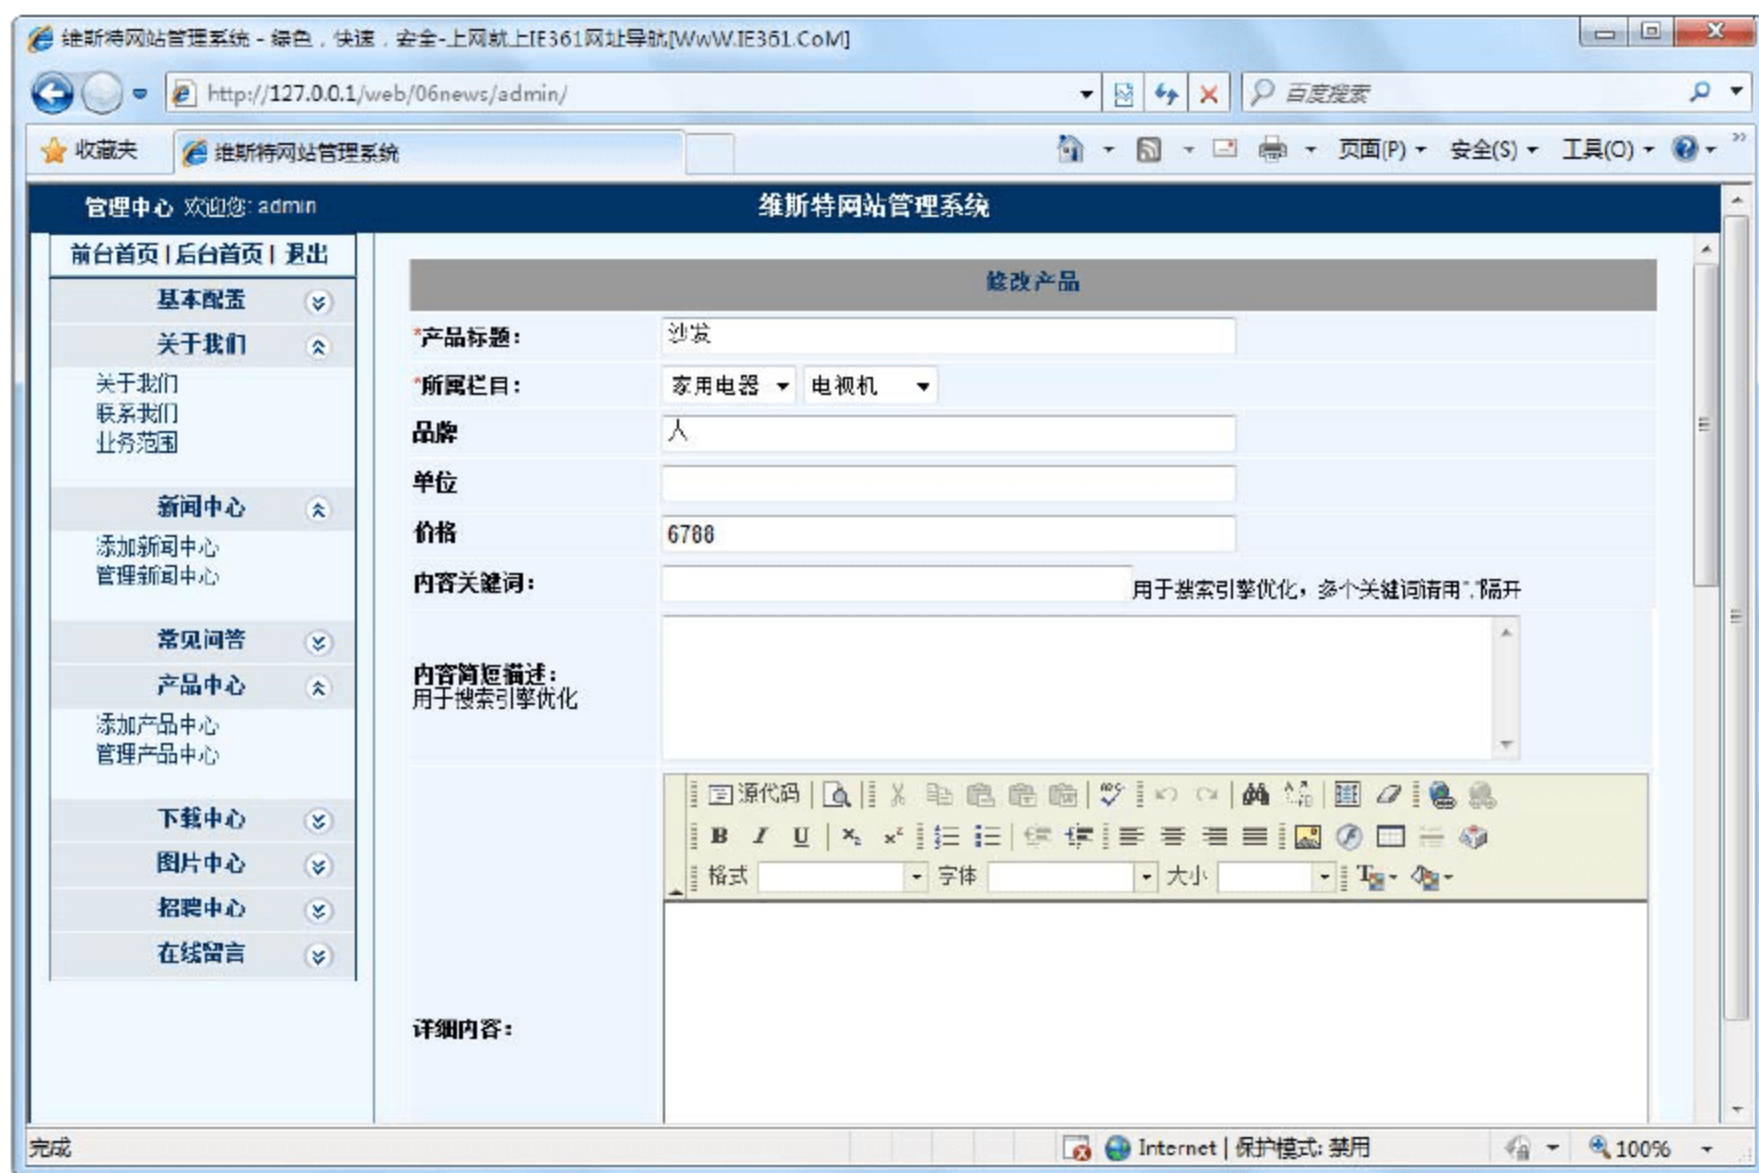 维斯特网站管理系统 - 绿色，快速，安全-上网就上IE361网址导航[WwW.IE361.CoM]
http://127.0.0.1/web/06news/admin/
百度搜索
收藏夹
维斯特网站管理系统
页面(P)
安全(S)
工具(O)
管理中心 欢迎您: admin
维斯特网站管理系统
前台首页 | 后台首页 | 退出
基本配置
关于我们
关于我们
联系我们
业务范围
新闻中心
添加新闻中心
管理新闻中心
常见问答
产品中心
添加产品中心
管理产品中心
下载中心
图片中心
招聘中心
在线留言
修改产品
*产品标题：
沙发
*所属栏目：
家用电器
电视机
品牌
人
单位
价格
6788
内容关键词：
用于搜索引擎优化，多个关键词请用","隔开
内容简短描述：
用于搜索引擎优化
源代码
B I U
格式
字体
大小
详细内容：
完成
Internet | 保护模式: 禁用
100%